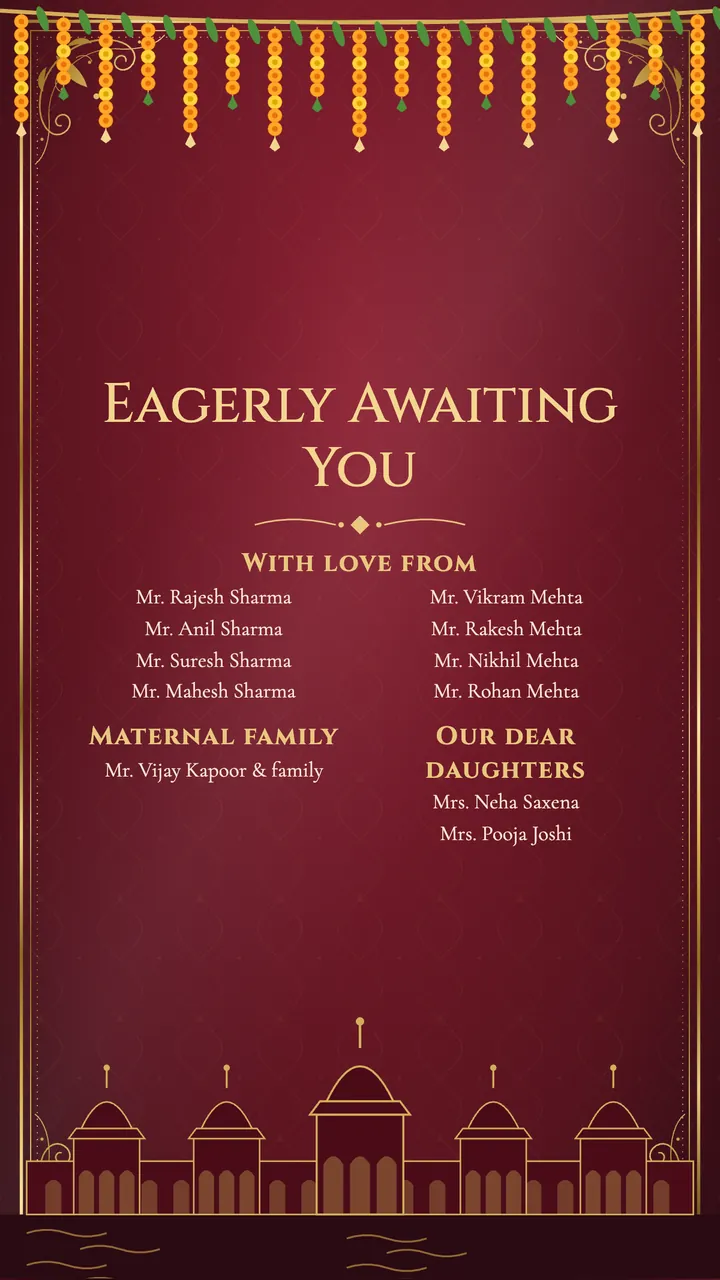 Eagerly Awaiting
You
With love from
Mr. Rajesh Sharma
Mr. Anil Sharma
Mr. Suresh Sharma
Mr. Mahesh Sharma
Mr. Vikram Mehta
Mr. Rakesh Mehta
Mr. Nikhil Mehta
Mr. Rohan Mehta
Maternal family
Mr. Vijay Kapoor & family
Our dear
daughters
Mrs. Neha Saxena
Mrs. Pooja Joshi